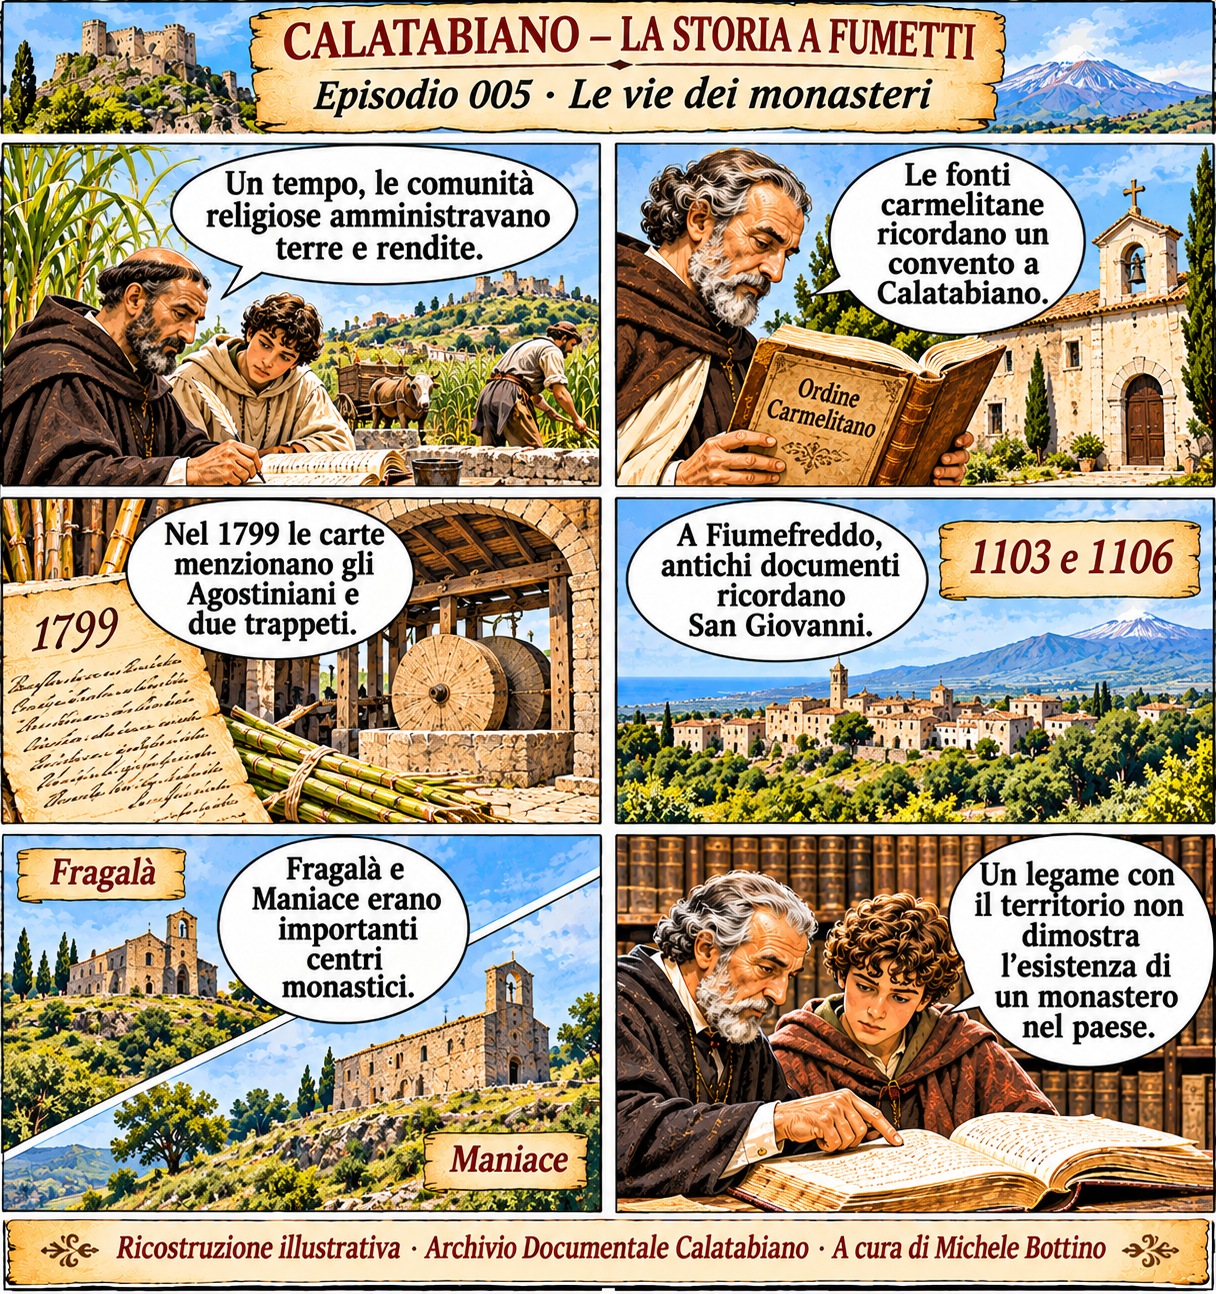 CALATABIANO – LA STORIA A FUMETTI
Episodio 005 · Le vie dei monasteri
Un tempo, le comunità
religiose amministravano
terre e rendite.
Le fonti
carmelitane
ricordano un
convento a
Calatabiano.
Ordine
Carmelitano
Nel 1799 le carte
menzionano gli
Agostiniani e
due trappeti.
1799
A Fiumefreddo,
antichi documenti
ricordano
San Giovanni.
1103 e 1106
Fragalà
Fragalà e
Maniace erano
importanti
centri
monastici.
Maniace
Un legame con
il territorio non
dimostra
l'esistenza di
un monastero
nel paese.
Ricostruzione illustrativa · Archivio Documentale Calatabiano · A cura di Michele Bottino